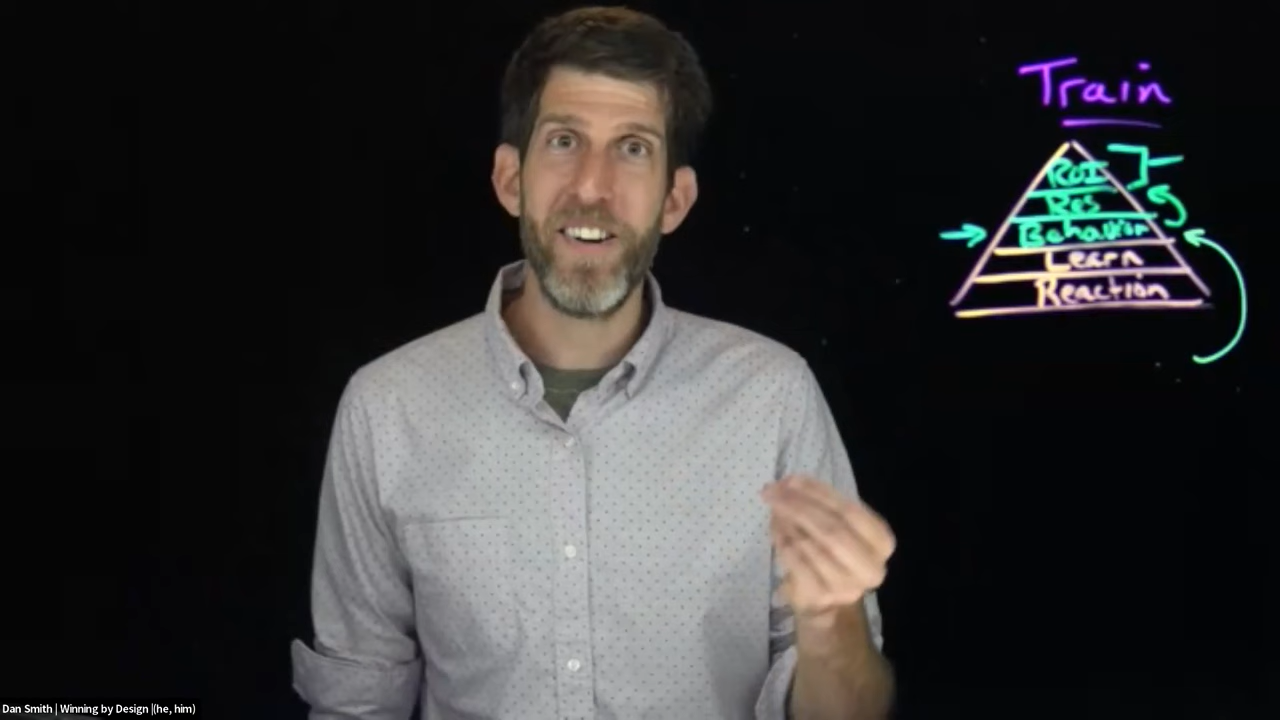 Train
ROI
Res
Behavior
Learn
Reaction
Dan Smith | Winning by Design |(he, him)